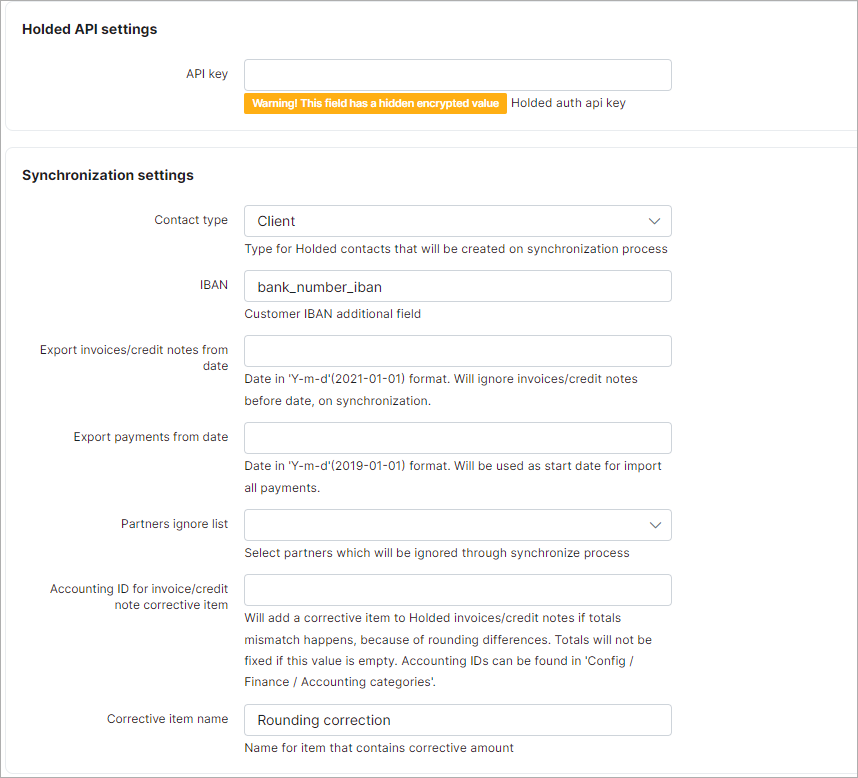 Holded API settings
API key
Warning! This field has a hidden encrypted value Holded auth api key
Synchronization settings
Contact type
Client
Type for Holded contacts that will be created on synchronization process
IBAN
bank_number_iban
Customer IBAN additional field
Export invoices/credit notes from
date
Date in 'Y-m-d'(2021-01-01) format. Will ignore invoices/credit notes
before date, on synchronization.
Export payments from date
Date in 'Y-m-d'(2019-01-01) format. Will be used as start date for import
all payments.
Partners ignore list
Select partners which will be ignored through synchronize process
Accounting ID for invoice/credit
note corrective item
Will add a corrective item to Holded invoices/credit notes if totals
mismatch happens, because of rounding differences. Totals will not be
fixed if this value is empty. Accounting IDs can be found in 'Config /
Finance / Accounting categories'.
Corrective item name
Rounding correction
Name for item that contains corrective amount